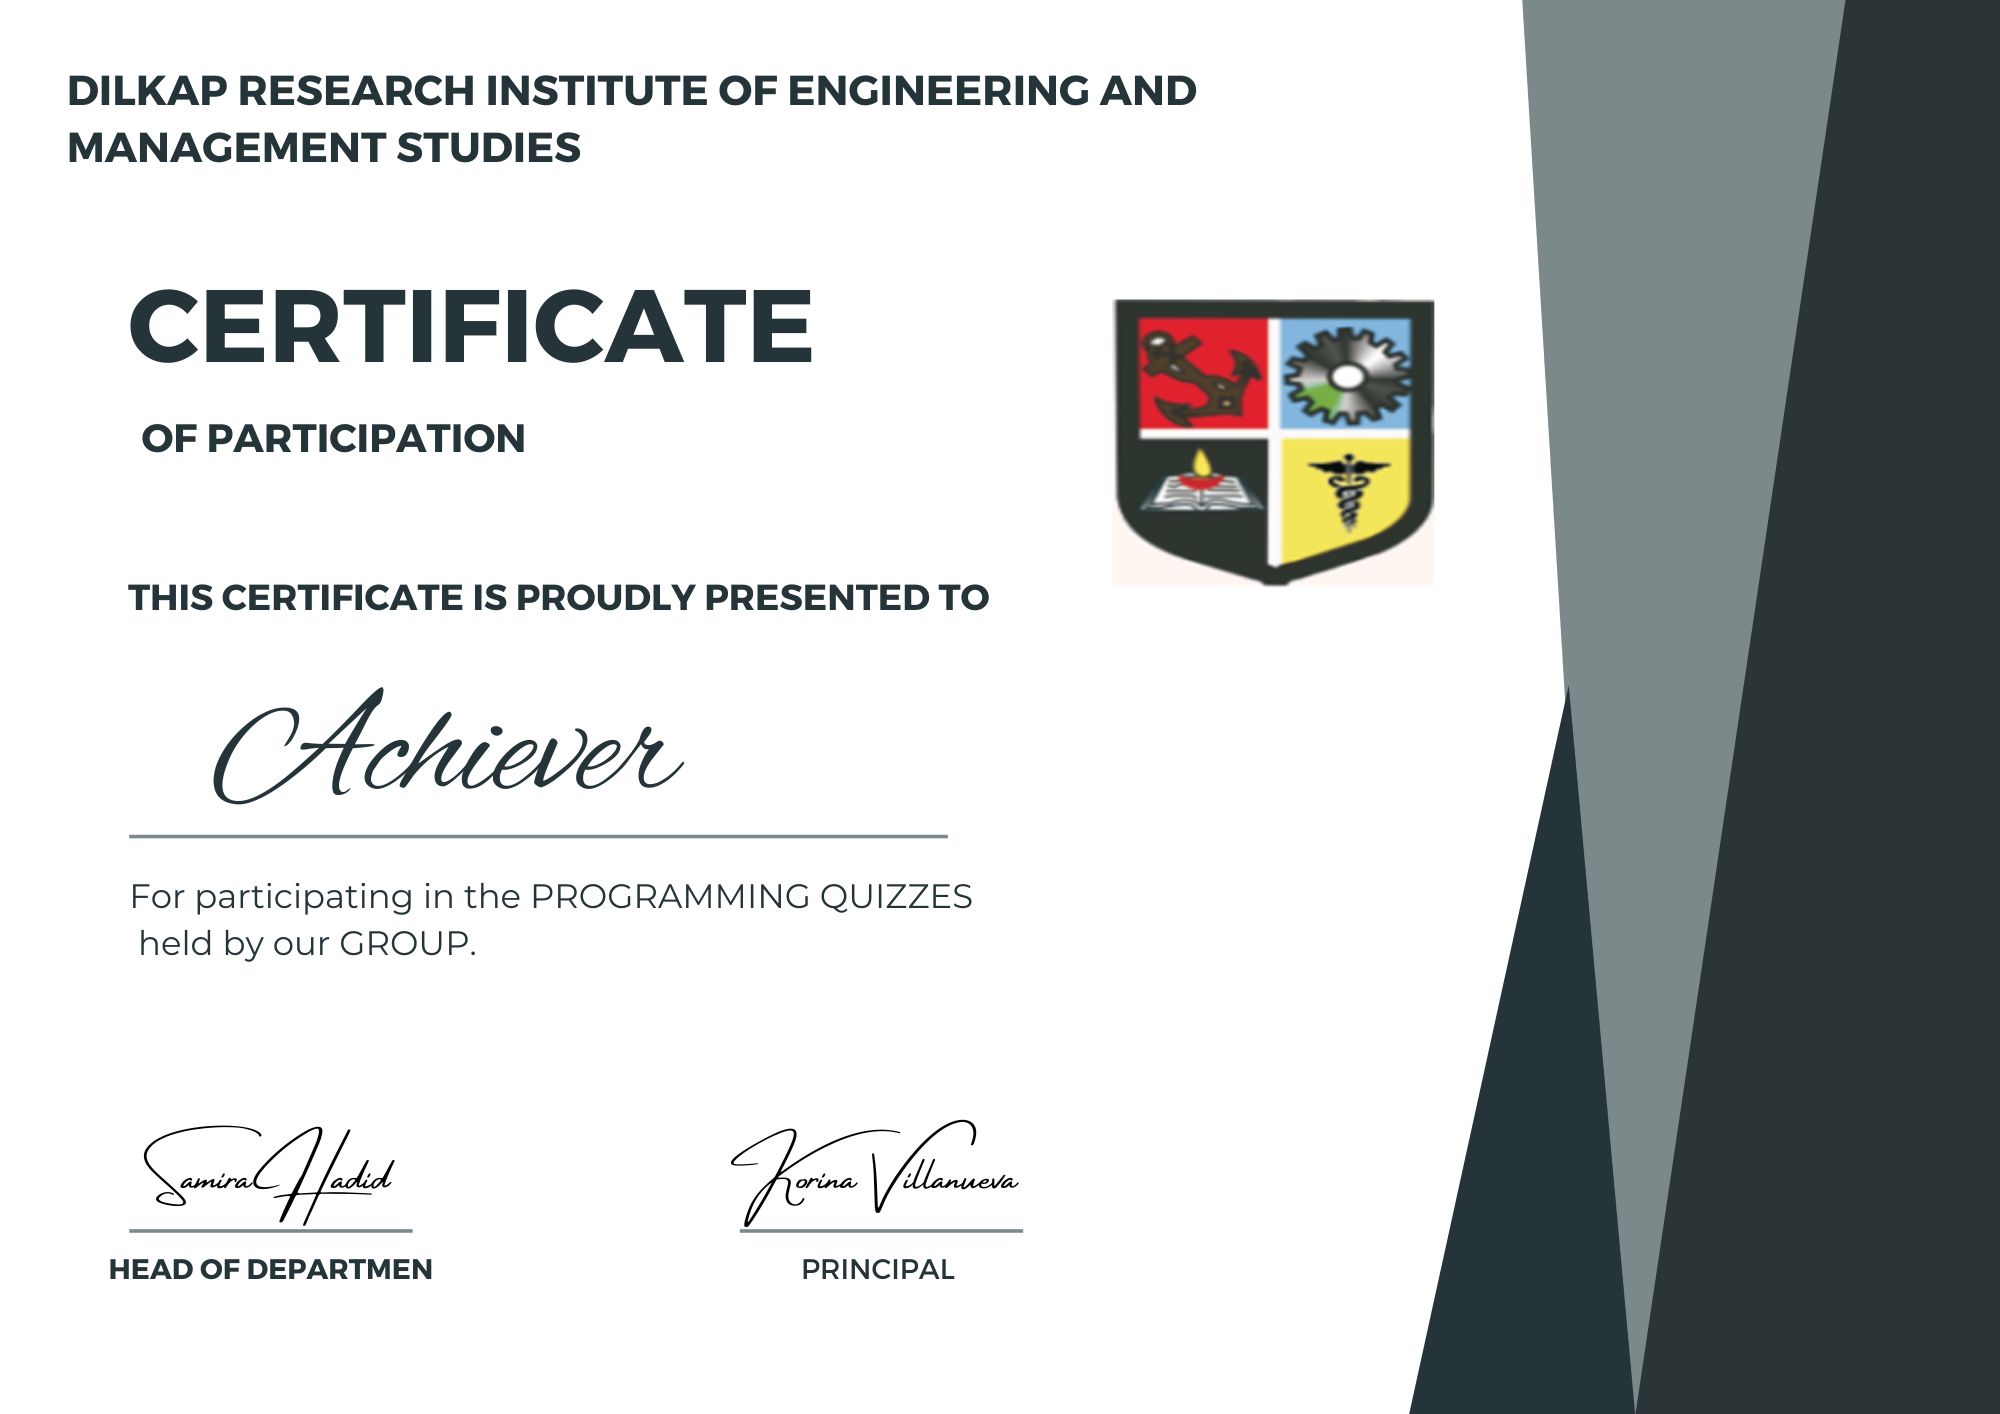 DILKAP RESEARCH INSTITUTE OF ENGINEERING AND
MANAGEMENT STUDIES
CERTIFICATE
OF PARTICIPATION
THIS CERTIFICATE IS PROUDLY PRESENTED TO
Achiever
For participating in the PROGRAMMING QUIZZES
held by our GROUP.
Samira Hadid
Korina Villanueva
HEAD OF DEPARTMEN
PRINCIPAL